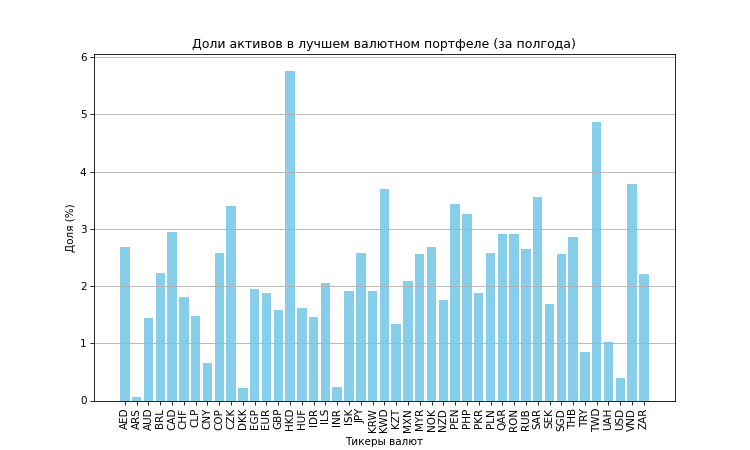 Доли активов в лучшем валютном портфеле (за полгода)
Доля (%)
6
5
4
3
2
1
0
AED ARS AUD BRL CAD CHF CLP CNY COP CZK DKK EGP EUR GBP HKD HUF IDR ILS INR ISK JPY KRW KWD KZT MXN MYR NOK NZD PEN PHP PKR PLN QAR RON RUB SAR SEK SGD THB TRY TWD UAH USD VND ZAR
Тикеры валют